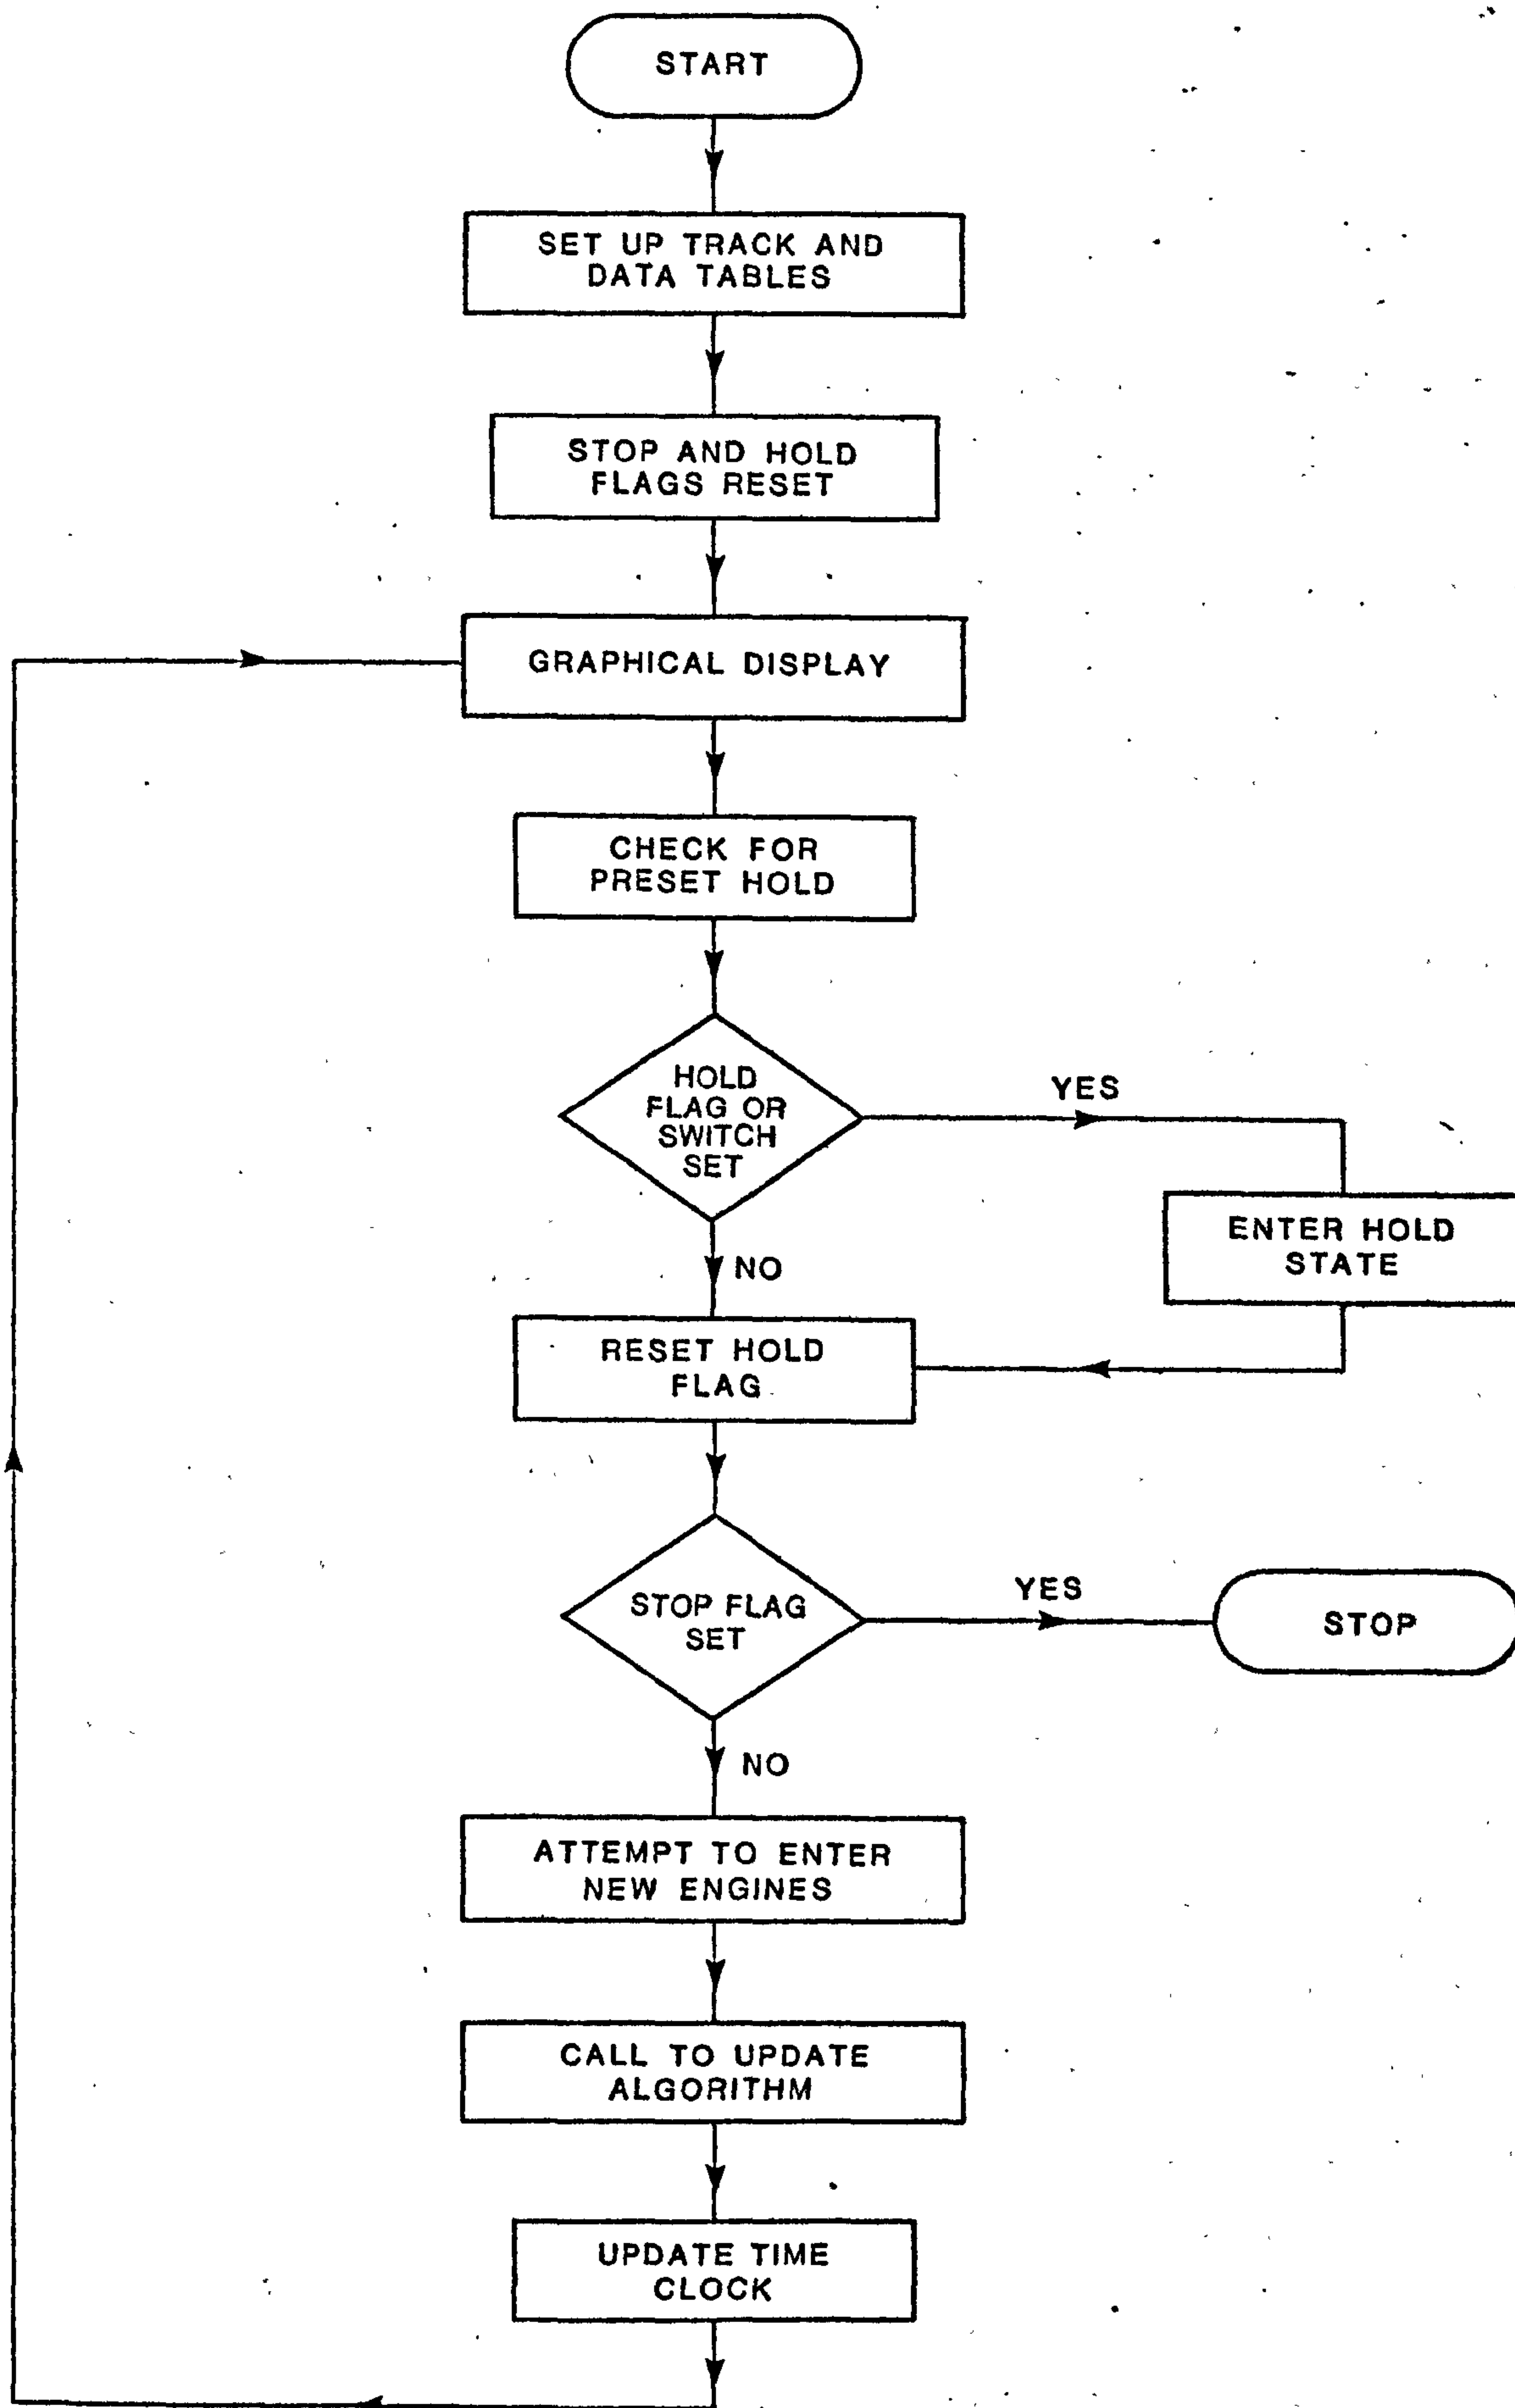 START
SET UP TRACK AND
DATA TABLES
STOP AND HOLD
FLAGS RESET
GRAPHICAL DISPLAY
CHECK FOR
PRESET HOLD
HOLD
FLAG OR
SWITCH
SET
YES
ENTER HOLD
STATE
NO
RESET HOLD
FLAG
STOP FLAG
SET
YES
STOP
NO
ATTEMPT TO ENTER
NEW ENGINES
CALL TO UPDATE
ALGORITHM
UPDATE TIME
CLOCK